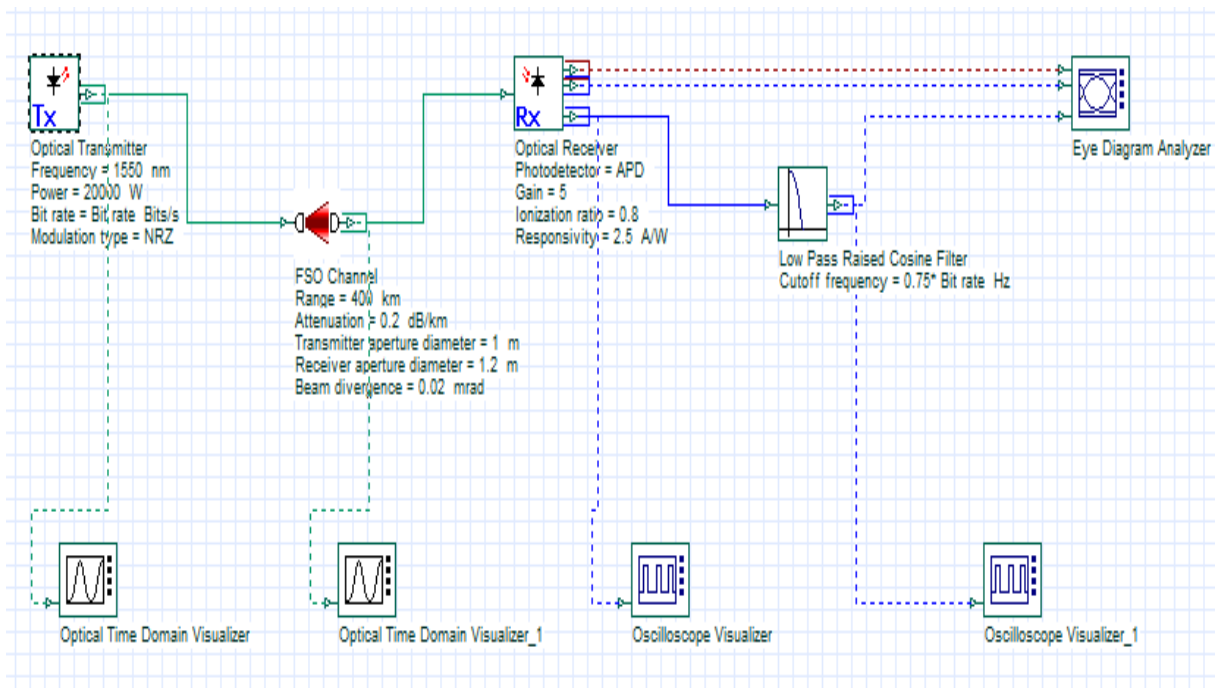 Tx
Optical Transmitter
Frequency = 1550 nm
Power = 20000 W
Bit rate = Bit rate Bits/s
Modulation type = NRZ
FSO Channel
Range = 400 km
Attenuation = 0.2 dB/km
Transmitter aperture diameter = 1 m
Receiver aperture diameter = 1.2 m
Beam divergence = 0.02 mrad
Rx
Optical Receiver
Photodetector = APD
Gain = 5
Ionization ratio = 0.8
Responsivity = 2.5 A/W
Low Pass Raised Cosine Filter
Cutoff frequency = 0.75* Bit rate Hz
Eye Diagram Analyzer
Optical Time Domain Visualizer
Optical Time Domain Visualizer_1
Oscilloscope Visualizer
Oscilloscope Visualizer_1